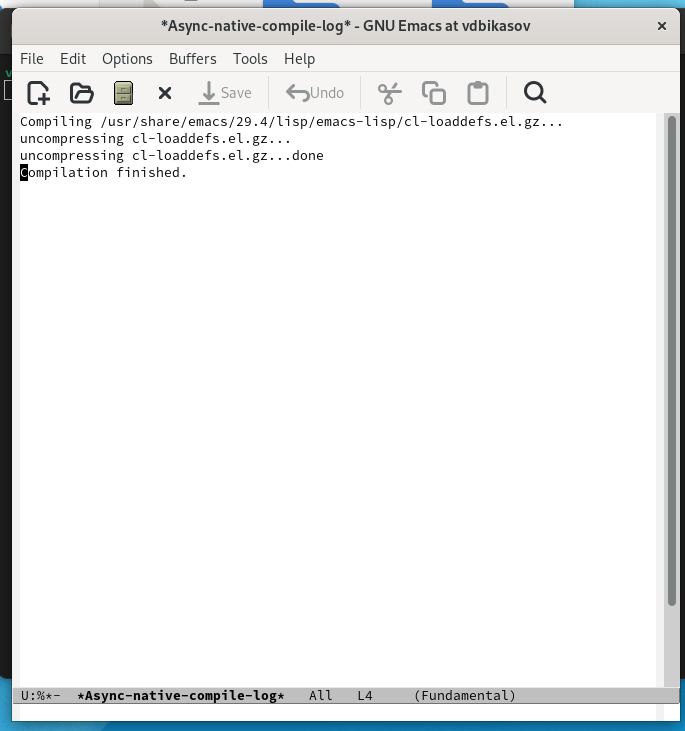 *Async-native-compile-log* - GNU Emacs at vdbikasov
File Edit Options Buffers Tools Help
Save Undo
Compiling /usr/share/emacs/29.4/lisp/emacs-lisp/cl-loaddefs.el.gz...
uncompressing cl-loaddefs.el.gz...
uncompressing cl-loaddefs.el.gz...done
Compilation finished.
U:%*- *Async-native-compile-log* All L4 (Fundamental)